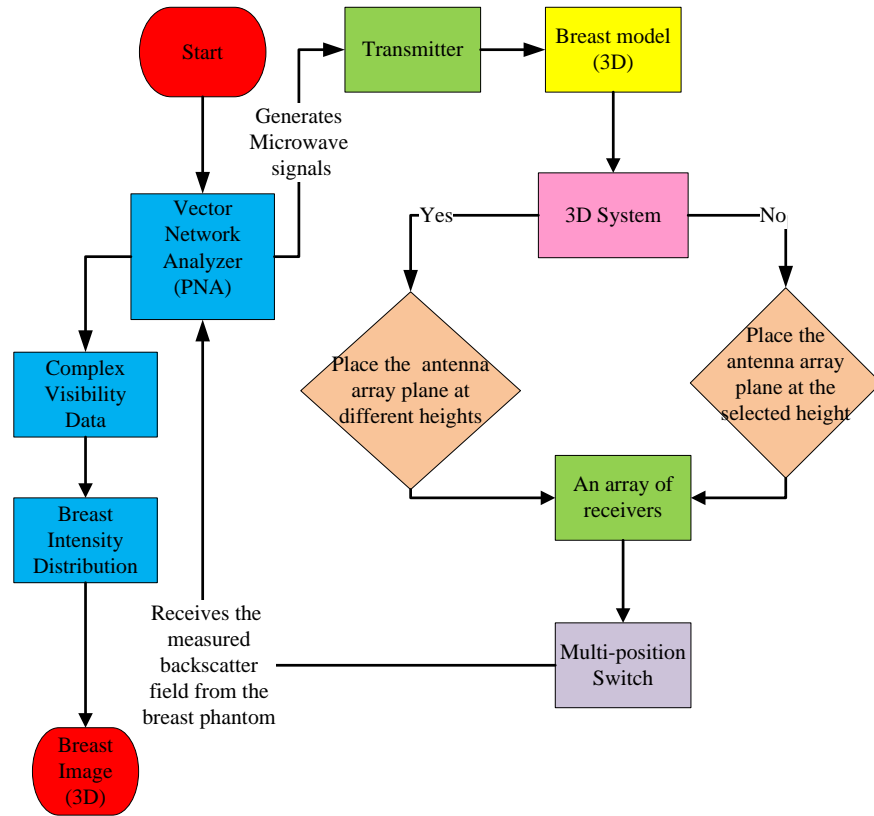 Start
Transmitter
Breast model
(3D)
Generates
Microwave
signals
Vector
Network
Analyzer
(PNA)
Yes
3D System
No
Complex
Visibility
Data
Place the antenna
array plane at
different heights
Place the
antenna array
plane at the
selected height
Breast
Intensity
Distribution
An array of
receivers
Receives the
measured
backscatter
field from the
breast phantom
Multi-position
Switch
Breast
Image
(3D)